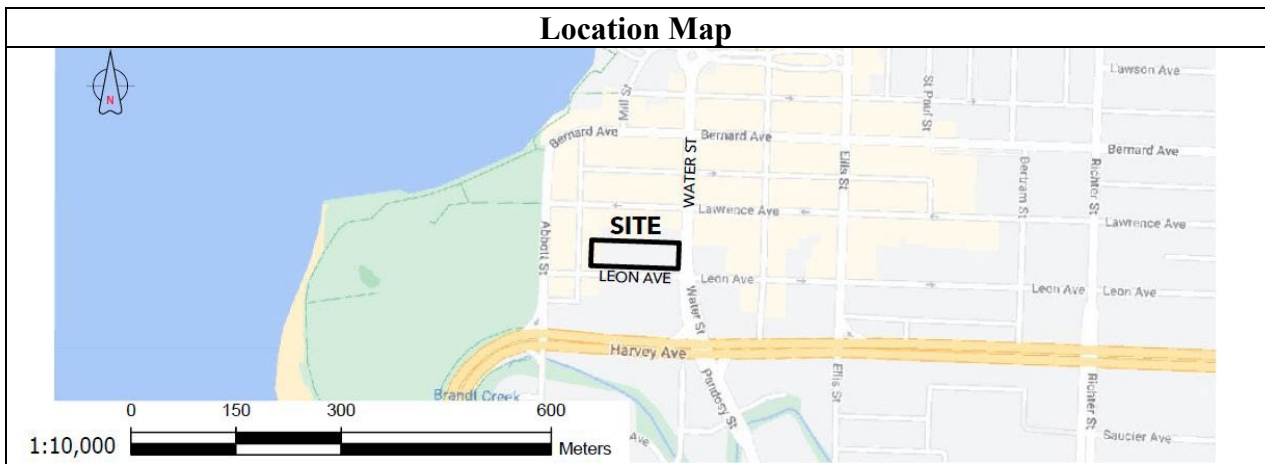 Location Map
N
Lawson Ave
Mill St
St Paul St
Bernard Ave
Bernard Ave
Bernard Ave
WATER ST
Ellis St
Bertram St
Richter St
Lawrence Ave
Lawrence Ave
Lawrence Ave
SITE
Abbott St
LEON AVE
Leon Ave
Leon Ave
Leon Ave
Water St
Harvey Ave
Pandosy St
Ellis St
Richter St
Brandt Creek
0 150 300 600
1:10,000
Meters
Ave
Saucier Ave